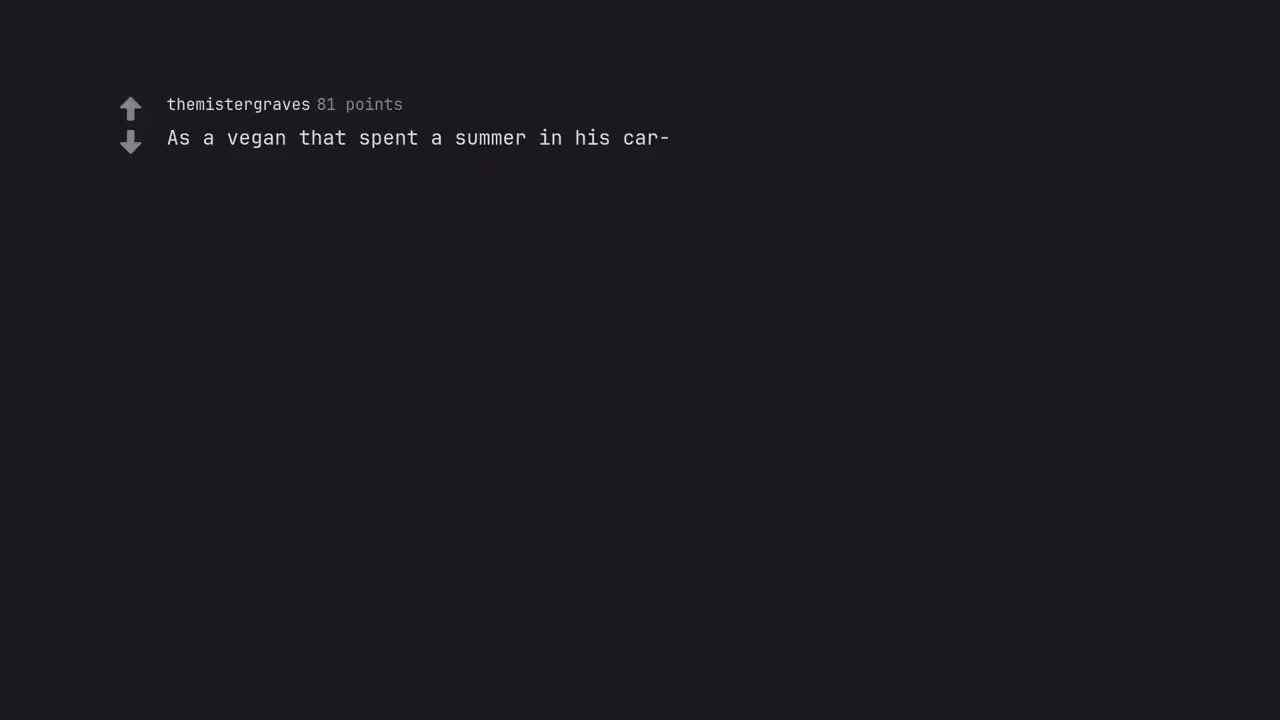 themistergraves 81 points
As a vegan that spent a summer in his car-